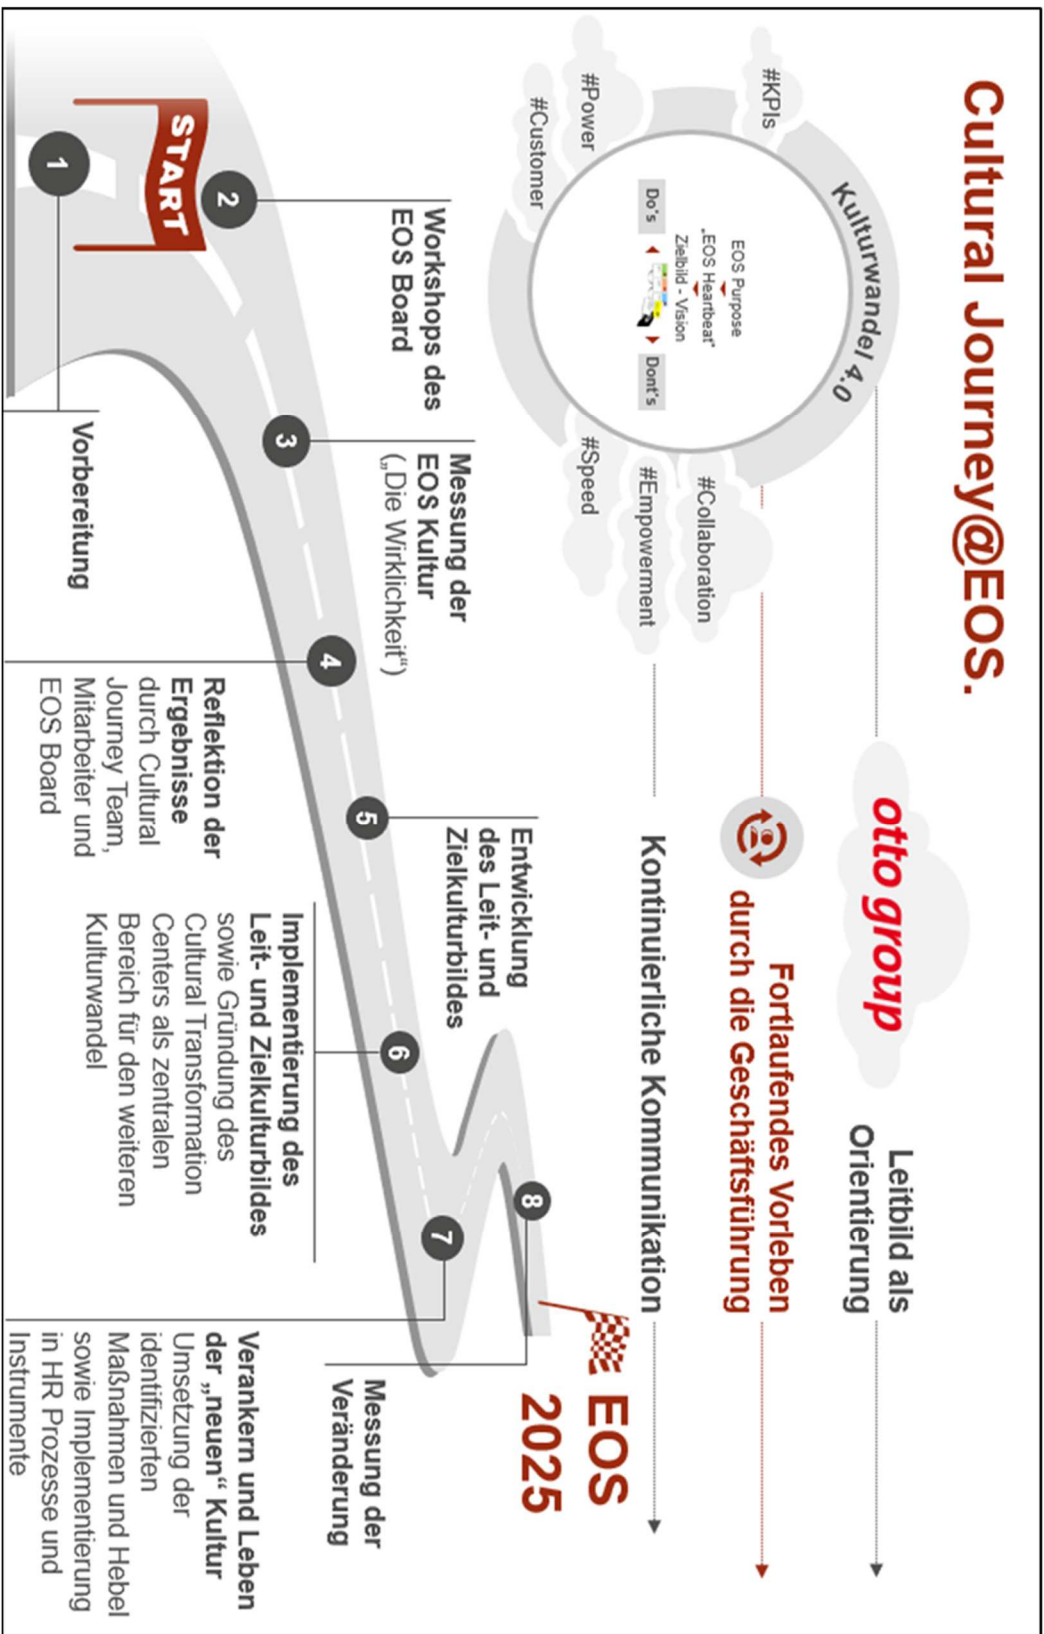 Cultural Journey@EOS.
Kulturwandel 4.0
#KPIs
#Power
#Customer
EOS Purpose
„EOS Heartbeat“
Zielbild - Vision
Do's
Dont's
#Collaboration
#Empowerment
#Speed
otto group
Leitbild als
Orientierung
Fortlaufendes Vorleben
durch die Geschäftsführung
Kontinuierliche Kommunikation
EOS
2025
START
1
Vorbereitung
2
Workshops des
EOS Board
3
Messung der
EOS Kultur
(„Die Wirklichkeit“)
4
Reflektion der
Ergebnisse
durch Cultural
Journey Team,
Mitarbeiter und
EOS Board
5
Entwicklung
des Leit- und
Zielkulturbildes
6
Implementierung des
Leit- und Zielkulturbildes
sowie Gründung des
Cultural Transformation
Centers als zentralen
Bereich für den weiteren
Kulturwandel
7
Verankern und Leben
der „neuen“ Kultur
Umsetzung der
identifizierten
Maßnahmen und Hebel
sowie Implementierung
in HR Prozesse und
Instrumente
8
Messung der
Veränderung